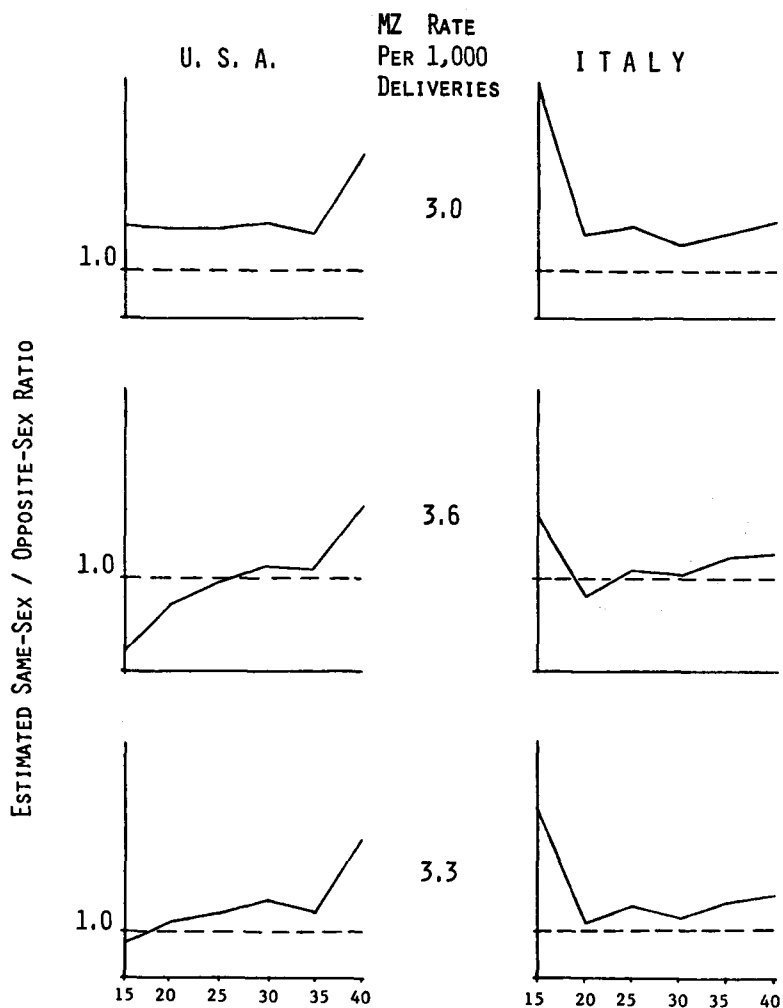 U. S. A.
MZ RATE
PER 1,000
DELIVERIES
ITALY
3.0
1.0
3.6
1.0
3.3
1.0
ESTIMATED SAME-SEX / OPPOSITE-SEX RATIO
15 20 25 30 35 40
15 20 25 30 35 40